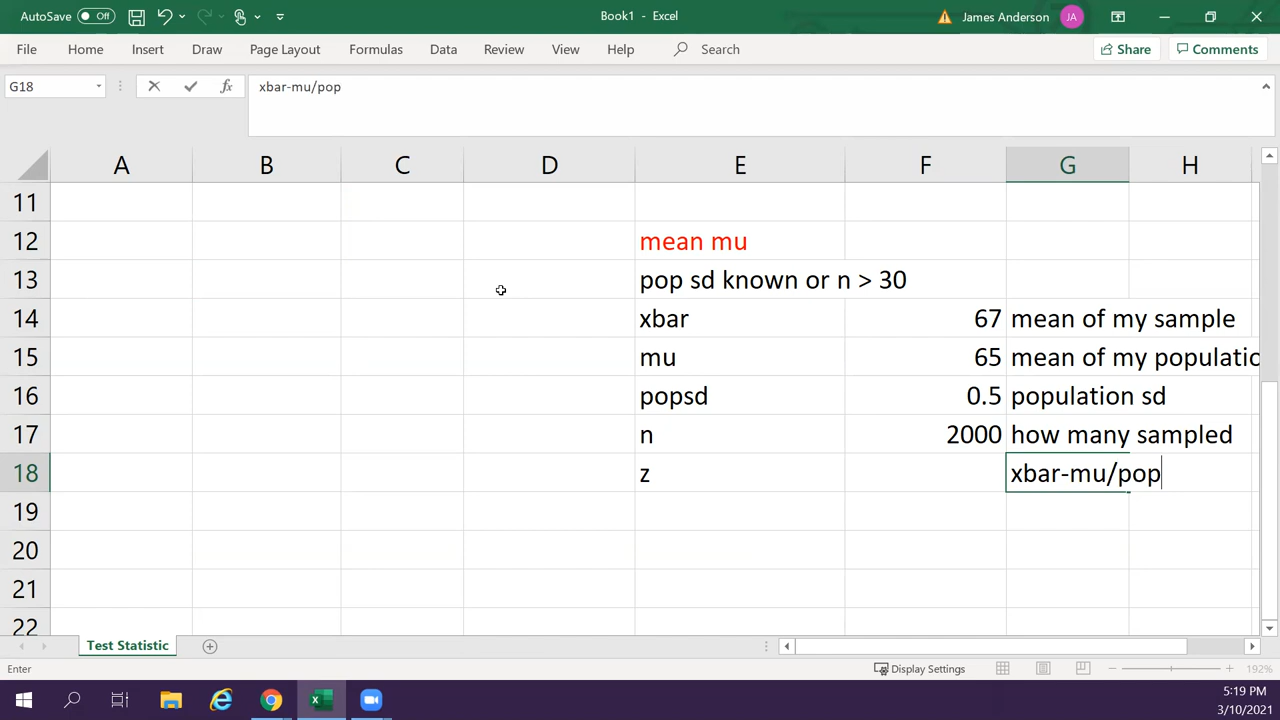 AutoSave Off Book1 - Excel James Anderson JA
File Home Insert Draw Page Layout Formulas Data Review View Help Search Share Comments
G18 fx xbar-mu/pop
A B C D E F G H
11
12 mean mu
13 pop sd known or n > 30
14 xbar 67 mean of my sample
15 mu 65 mean of my populatio
16 popsd 0.5 population sd
17 n 2000 how many sampled
18 z xbar-mu/pop
19
20
21
22
Test Statistic
Enter Display Settings 192%
5:19 PM
3/10/2021